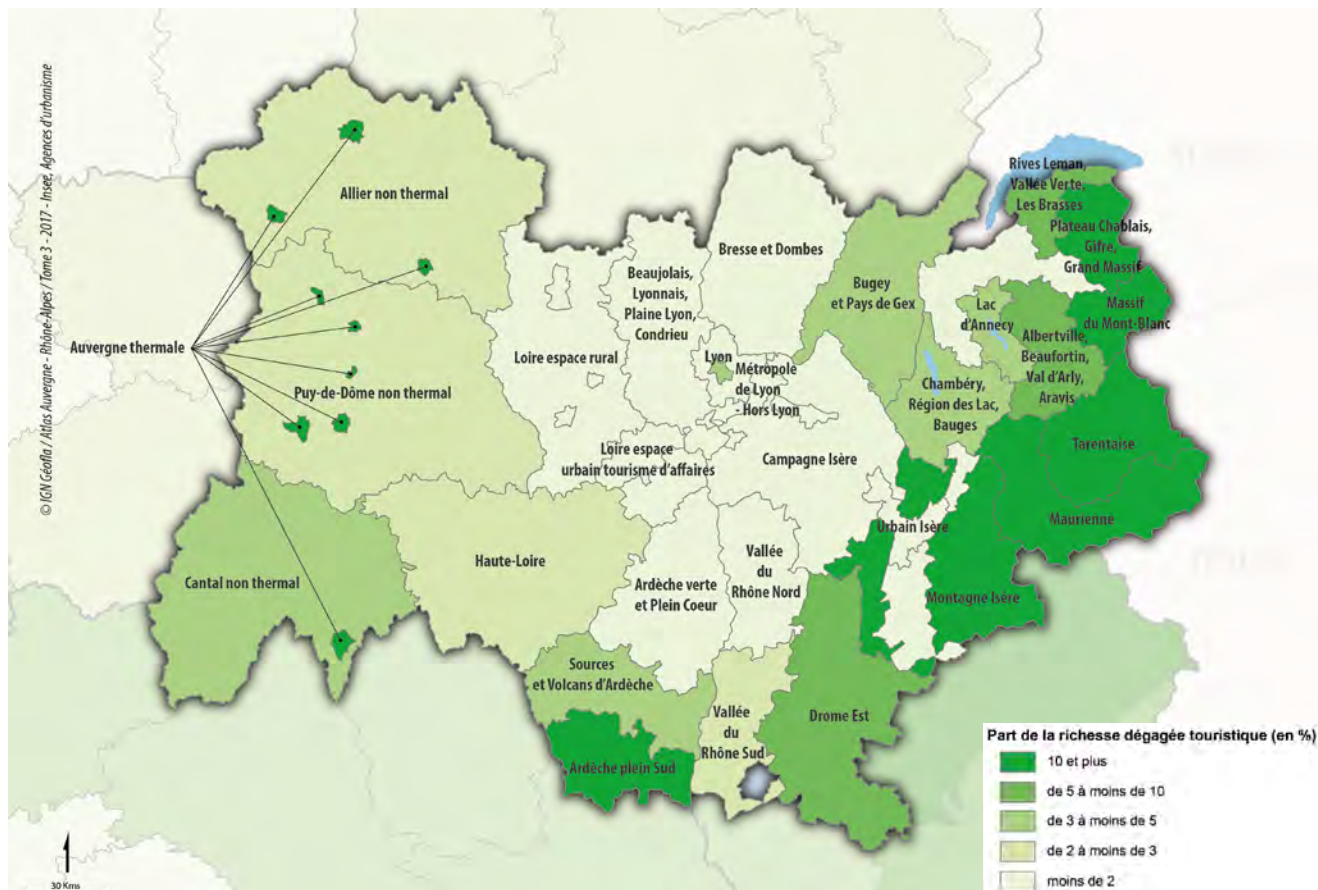 © IGN Géofla / Atlas Auvergne - Rhône-Alpes / Tome 3 - 2017 - Insee, Agences d'urbanisme
Allier non thermal
Rives Leman,
Vallée Verte,
Les Brasses
Plateau Chablais,
Gifre,
Grand Massif
Bresse et Dombes
Beaujolais,
Lyonnais,
Plaine Lyon,
Condrieu
Bugey
et Pays de Gex
Lac
d'Annecy
Massif
du Mont-Blanc
Auvergne thermale
Loire espace rural
Lyon
Métropole
de Lyon
- Hors Lyon
Albertville,
Beaufortin,
Val d'Arly,
Aravis
Puy-de-Dôme non thermal
Chambéry,
Région des Lac,
Bauges
Loire espace
urbain tourisme d'affaires
Campagne Isère
Tarentaise
Maurienne
Urbain Isère
Cantal non thermal
Haute-Loire
Ardèche verte
et Plein Coeur
Vallée
du
Rhône Nord
Montagne Isère
Sources
et Volcans d'Ardèche
Vallée
du
Rhône Sud
Drome Est
Ardèche plein Sud
Part de la richesse dégagée touristique (en %)
10 et plus
de 5 à moins de 10
de 3 à moins de 5
de 2 à moins de 3
moins de 2
30 Kms